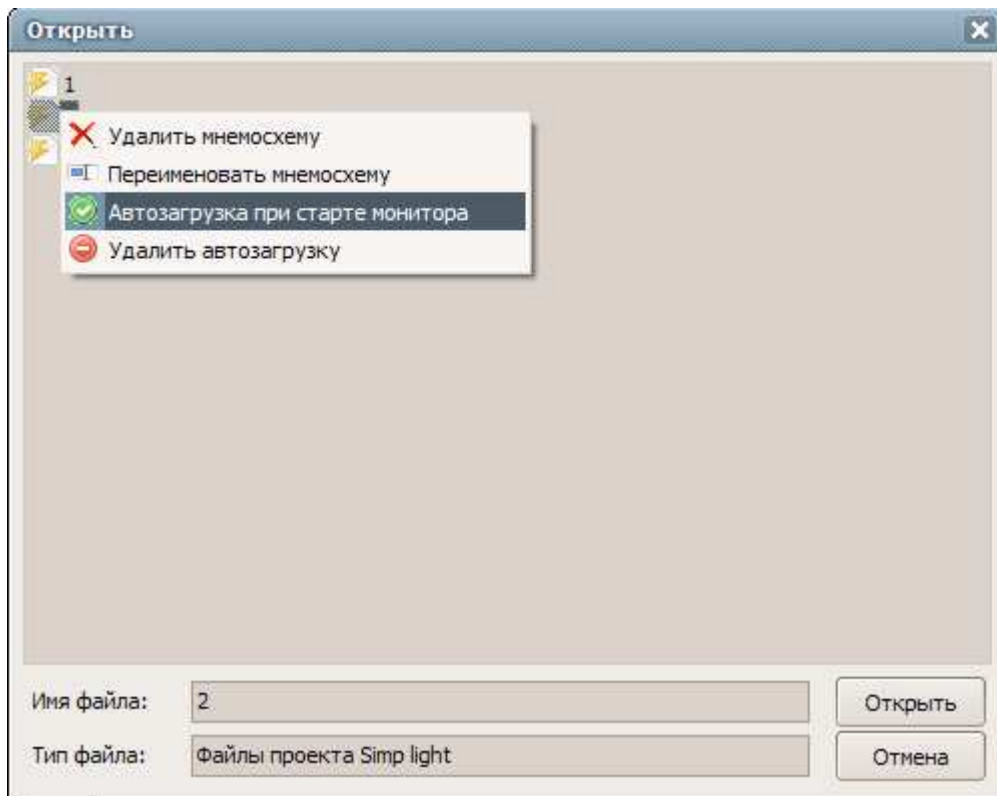 Открыть
1
Удалить мнемосхему
Переименовать мнемосхему
Автозагрузка при старте монитора
Удалить автозагрузку
Имя файла: 2 Открыть
Тип файла: Файлы проекта Simp light Отмена